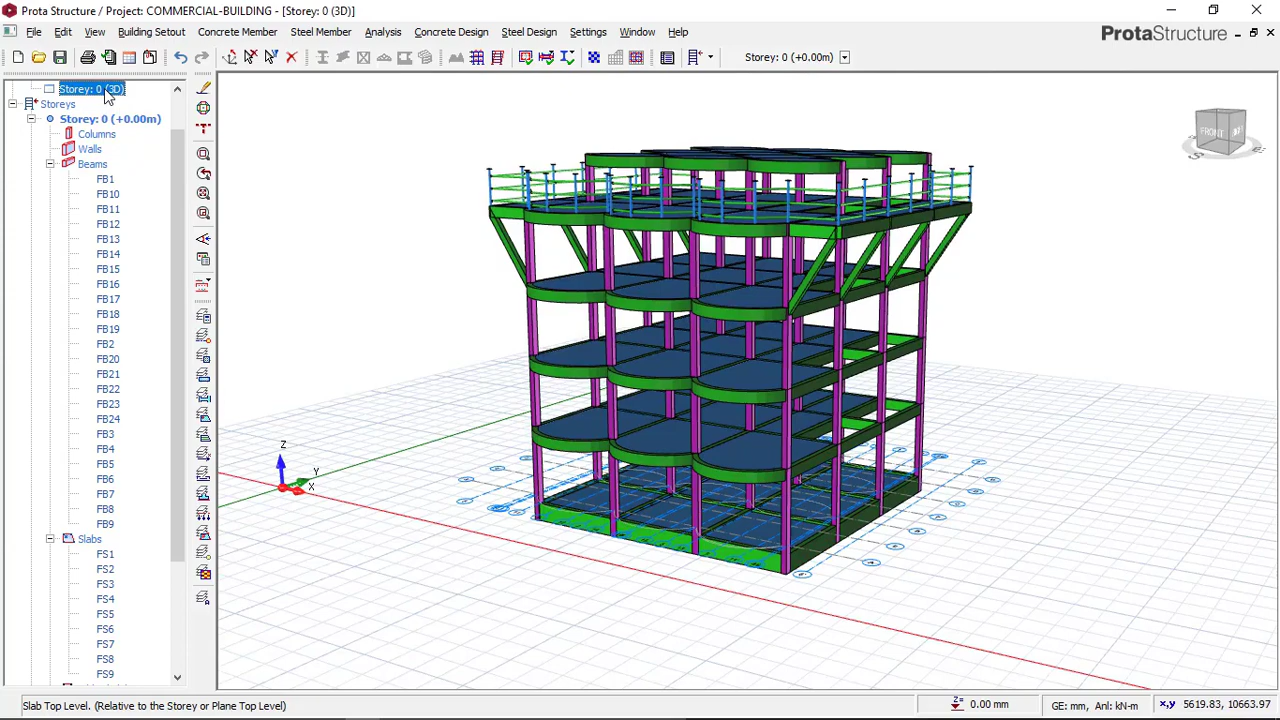 Prota Structure / Project: COMMERCIAL-BUILDING - [Storey: 0 (3D)]
File Edit View Building Setout Concrete Member Steel Member Analysis Concrete Design Steel Design Settings Window Help
ProtaStructure
Storey: 0 (+0.00m)
Storey: 0 (3D)
Storeys
Storey: 0 (+0.00m)
Columns
Walls
Beams
FB1
FB10
FB11
FB12
FB13
FB14
FB15
FB16
FB17
FB18
FB19
FB2
FB20
FB21
FB22
FB23
FB24
FB3
FB4
FB5
FB6
FB7
FB8
FB9
Slabs
FS1
FS2
FS3
FS4
FS5
FS6
FS7
FS8
FS9
FRONT
Z
Y
X
Slab Top Level. (Relative to the Storey or Plane Top Level)
Z= 0.00 mm
GE: mm, Anl: kN-m
x,y 5619.83, 10663.97